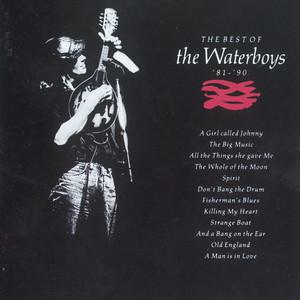 THE BEST OF
the Waterboys
'81-'90
A Girl called Johnny
The Big Music
All the Things she gave Me
The Whole of the Moon
Spirit
Don't Bang the Drum
Fisherman's Blues
Killing My Heart
Strange Boat
And a Bang on the Ear
Old England
A Man is in Love